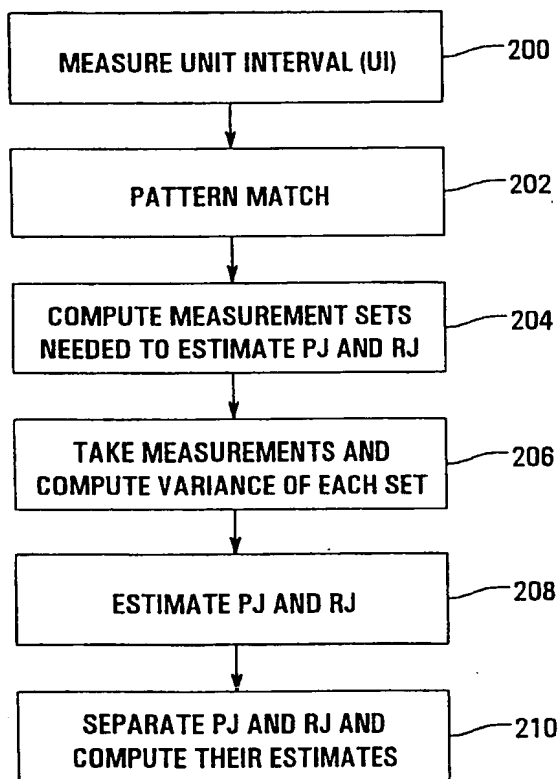 MEASURE UNIT INTERVAL (UI)
200
PATTERN MATCH
202
COMPUTE MEASUREMENT SETS
NEEDED TO ESTIMATE PJ AND RJ
204
TAKE MEASUREMENTS AND
COMPUTE VARIANCE OF EACH SET
206
ESTIMATE PJ AND RJ
208
SEPARATE PJ AND RJ AND
COMPUTE THEIR ESTIMATES
210